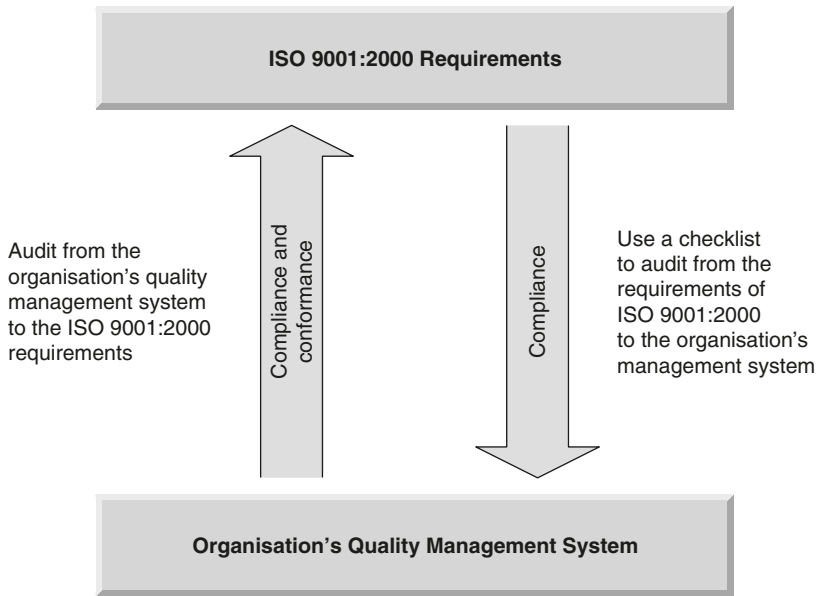 ISO 9001:2000 Requirements
Audit from the
organisation’s quality
management system
to the ISO 9001:2000
requirements
Compliance and
conformance
Compliance
Use a checklist
to audit from the
requirements of
ISO 9001:2000
to the organisation’s
management system
Organisation’s Quality Management System